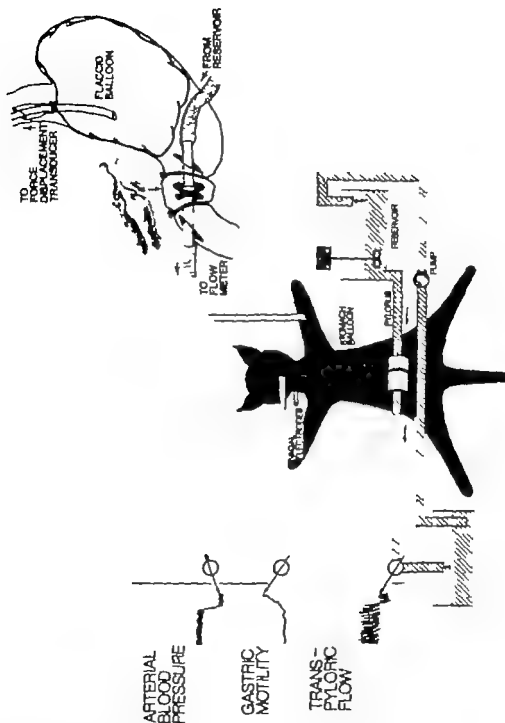 TO
FORCE
DISPLACEMENT
TRANSDUCER
FLACCID
BALLOON
FROM
RESERVOIR
TO
FLOW
METER
STOMACH
BALLOON
PYLORUS
RESERVOIR
PUMP
ARTERIAL
BLOOD
PRESSURE
GASTRIC
MOTILITY
TRANS-
PYLORIC
FLOW